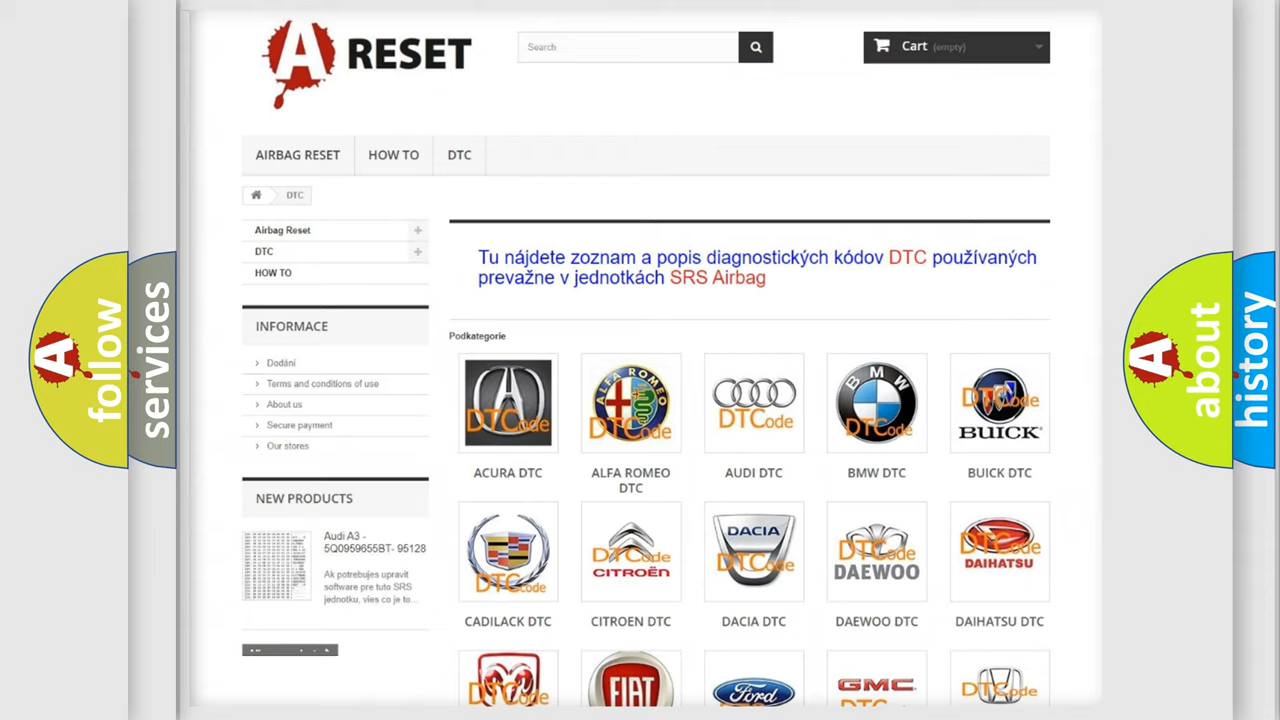 A RESET
Search
Cart (empty)
AIRBAG RESET
HOW TO
DTC
DTC
Airbag Reset
DTC
HOW TO
Tu nájdete zoznam a popis diagnostických kódov DTC používaných
prevažne v jednotkách SRS Airbag
INFORMACE
Dodání
Terms and conditions of use
About us
Secure payment
Our stores
Podkategorie
DTCode
ALFA ROMEO
DTCode
DTCode
BMW
DTCode
DTCode
BUICK
ACURA DTC
ALFA ROMEO
DTC
AUDI DTC
BMW DTC
BUICK DTC
NEW PRODUCTS
Audi A3 -
5Q0959655BT- 95128
Ak potrebujes upravit
software pre tuto SRS
jednotku, vies co je to...
DTCode
DTCode
CITROËN
DACIA
DTCode
DTCode
DAEWOO
DTCode
DAIHATSU
CADILACK DTC
CITROEN DTC
DACIA DTC
DAEWOO DTC
DAIHATSU DTC
DTCode
FIAT
Ford
GMC
DTCode
A follow
services
A about
history